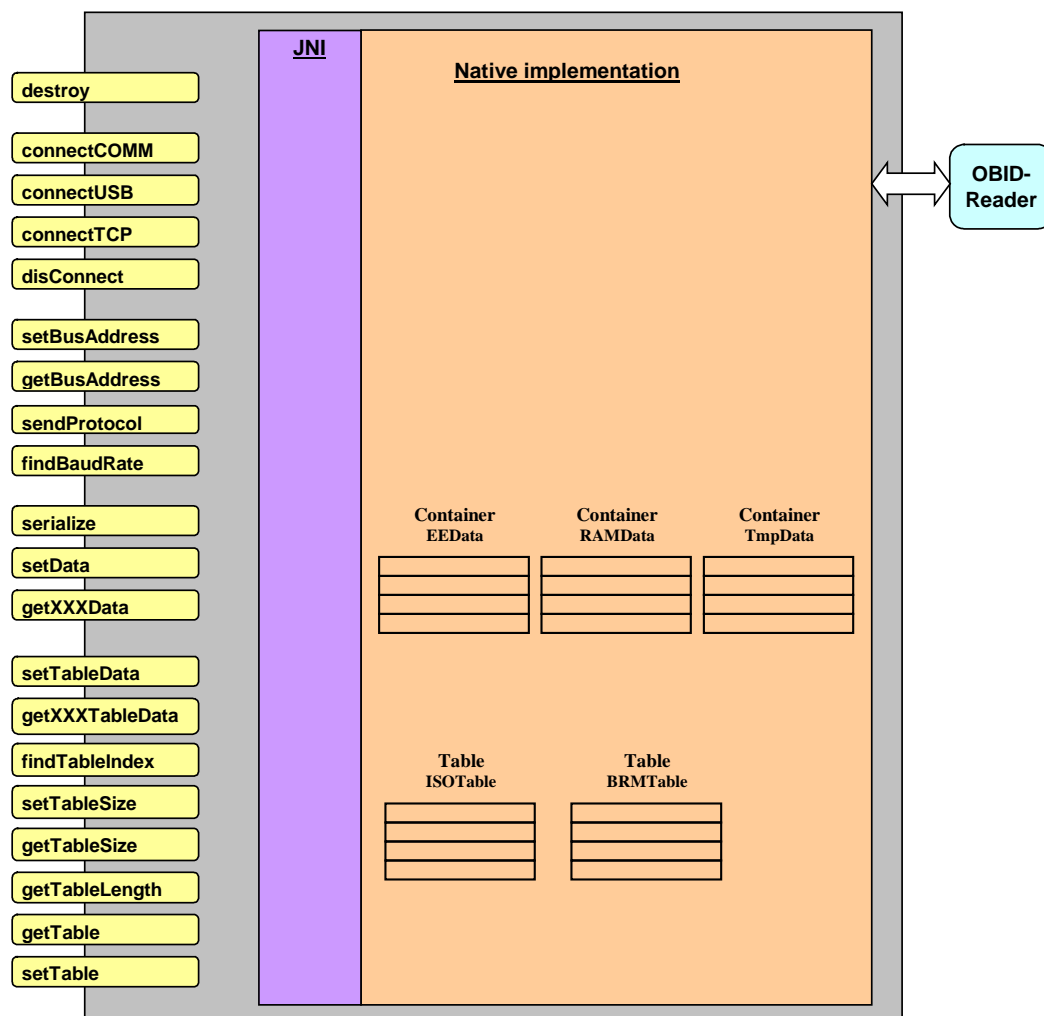 JNI
Native implementation
destroy
connectCOMM
connectUSB
connectTCP
disConnect
setBusAddress
getBusAddress
sendProtocol
findBaudRate
serialize
setData
getXXXData
setTableData
getXXXTableData
findTableIndex
setTableSize
getTableSize
getTableLength
getTable
setTable
OBID-
Reader
Container
EEData
Container
RAMData
Container
TmpData
Table
ISOTable
Table
BRMTable